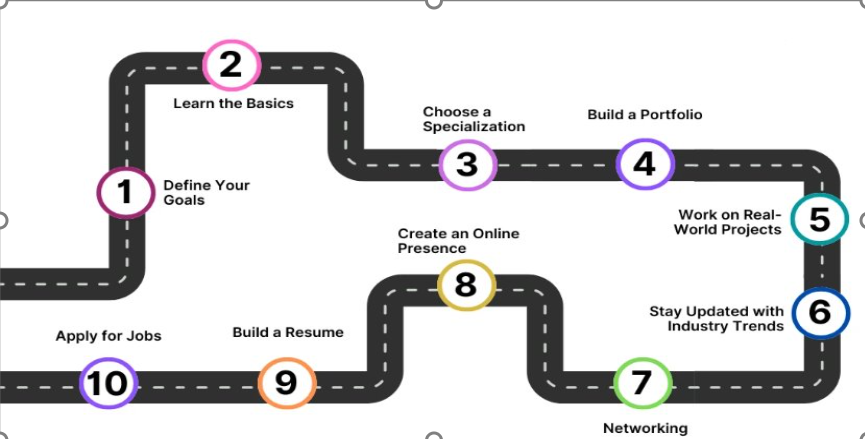 1
Define Your
Goals
2
Learn the Basics
Choose a
Specialization
3
Build a Portfolio
4
Work on Real-
World Projects
5
Stay Updated with
Industry Trends
6
7
Networking
Create an Online
Presence
8
Build a Resume
9
Apply for Jobs
10